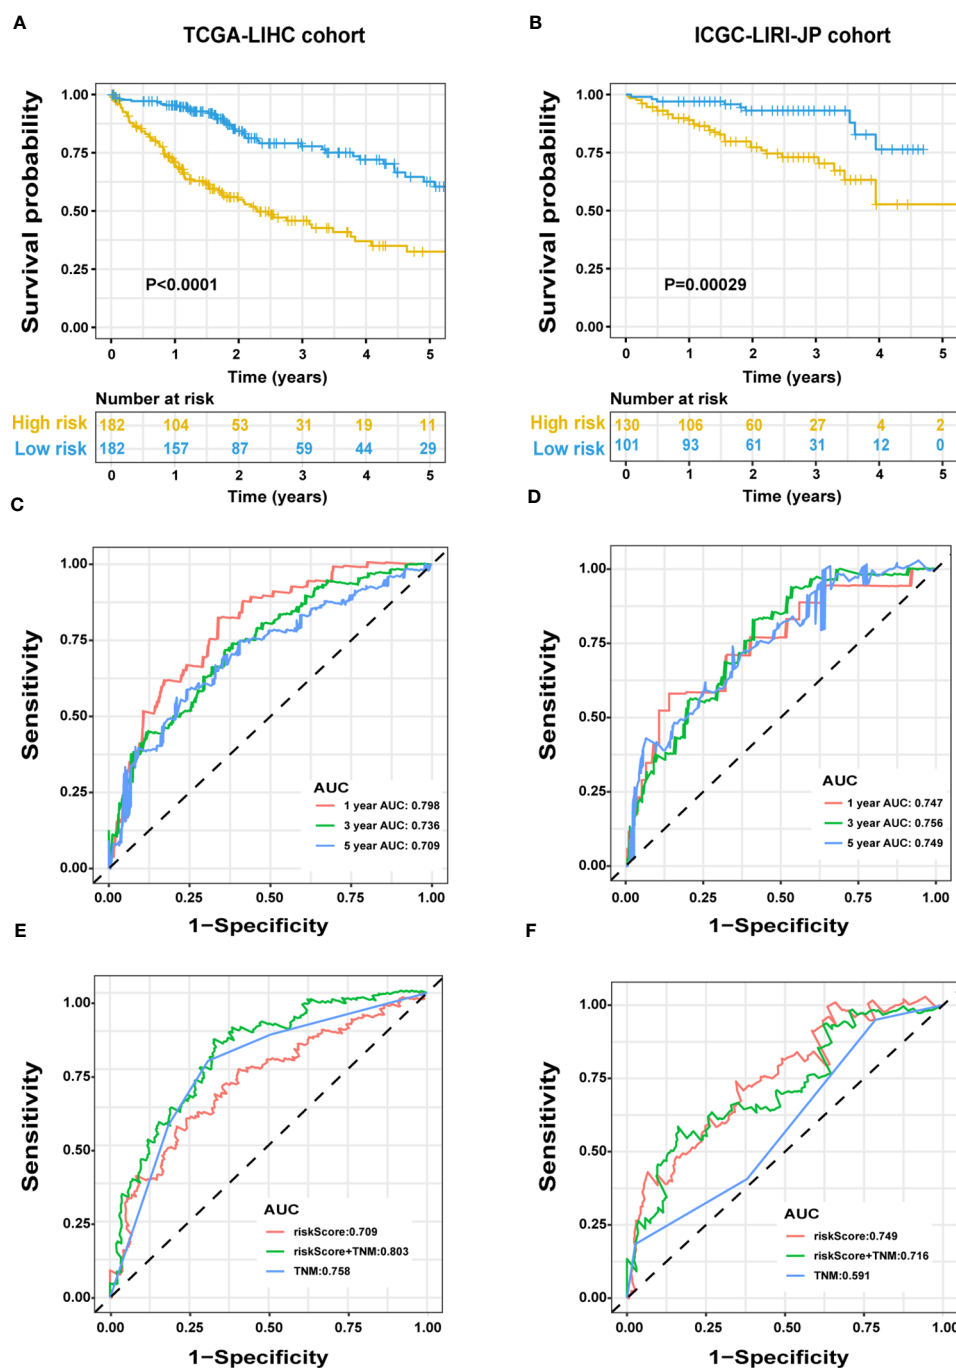 A
TCGA-LIHC cohort
Survival probability
1.00
0.75
0.50
0.25
0.00
P<0.0001
0 1 2 3 4 5
Time (years)
Number at risk
High risk 182 104 53 31 19 11
Low risk 182 157 87 59 44 29
0 1 2 3 4 5
Time (years)
B
ICGC-LIRI-JP cohort
Survival probability
1.00
0.75
0.50
0.25
0.00
P=0.00029
0 1 2 3 4 5
Time (years)
Number at risk
High risk 130 106 60 27 4 2
Low risk 101 93 61 31 12 0
0 1 2 3 4 5
Time (years)
C
Sensitivity
1.00
0.75
0.50
0.25
0.00
AUC
1 year AUC: 0.798
3 year AUC: 0.736
5 year AUC: 0.709
0.00 0.25 0.50 0.75 1.00
1−Specificity
D
Sensitivity
1.00
0.75
0.50
0.25
0.00
AUC
1 year AUC: 0.747
3 year AUC: 0.756
5 year AUC: 0.749
0.00 0.25 0.50 0.75 1.00
1−Specificity
E
Sensitivity
1.00
0.75
0.50
0.25
0.00
AUC
riskScore:0.709
riskScore+TNM:0.803
TNM:0.758
0.00 0.25 0.50 0.75 1.00
1−Specificity
F
Sensitivity
1.00
0.75
0.50
0.25
0.00
AUC
riskScore:0.749
riskScore+TNM:0.716
TNM:0.591
0.00 0.25 0.50 0.75 1.00
1−Specificity